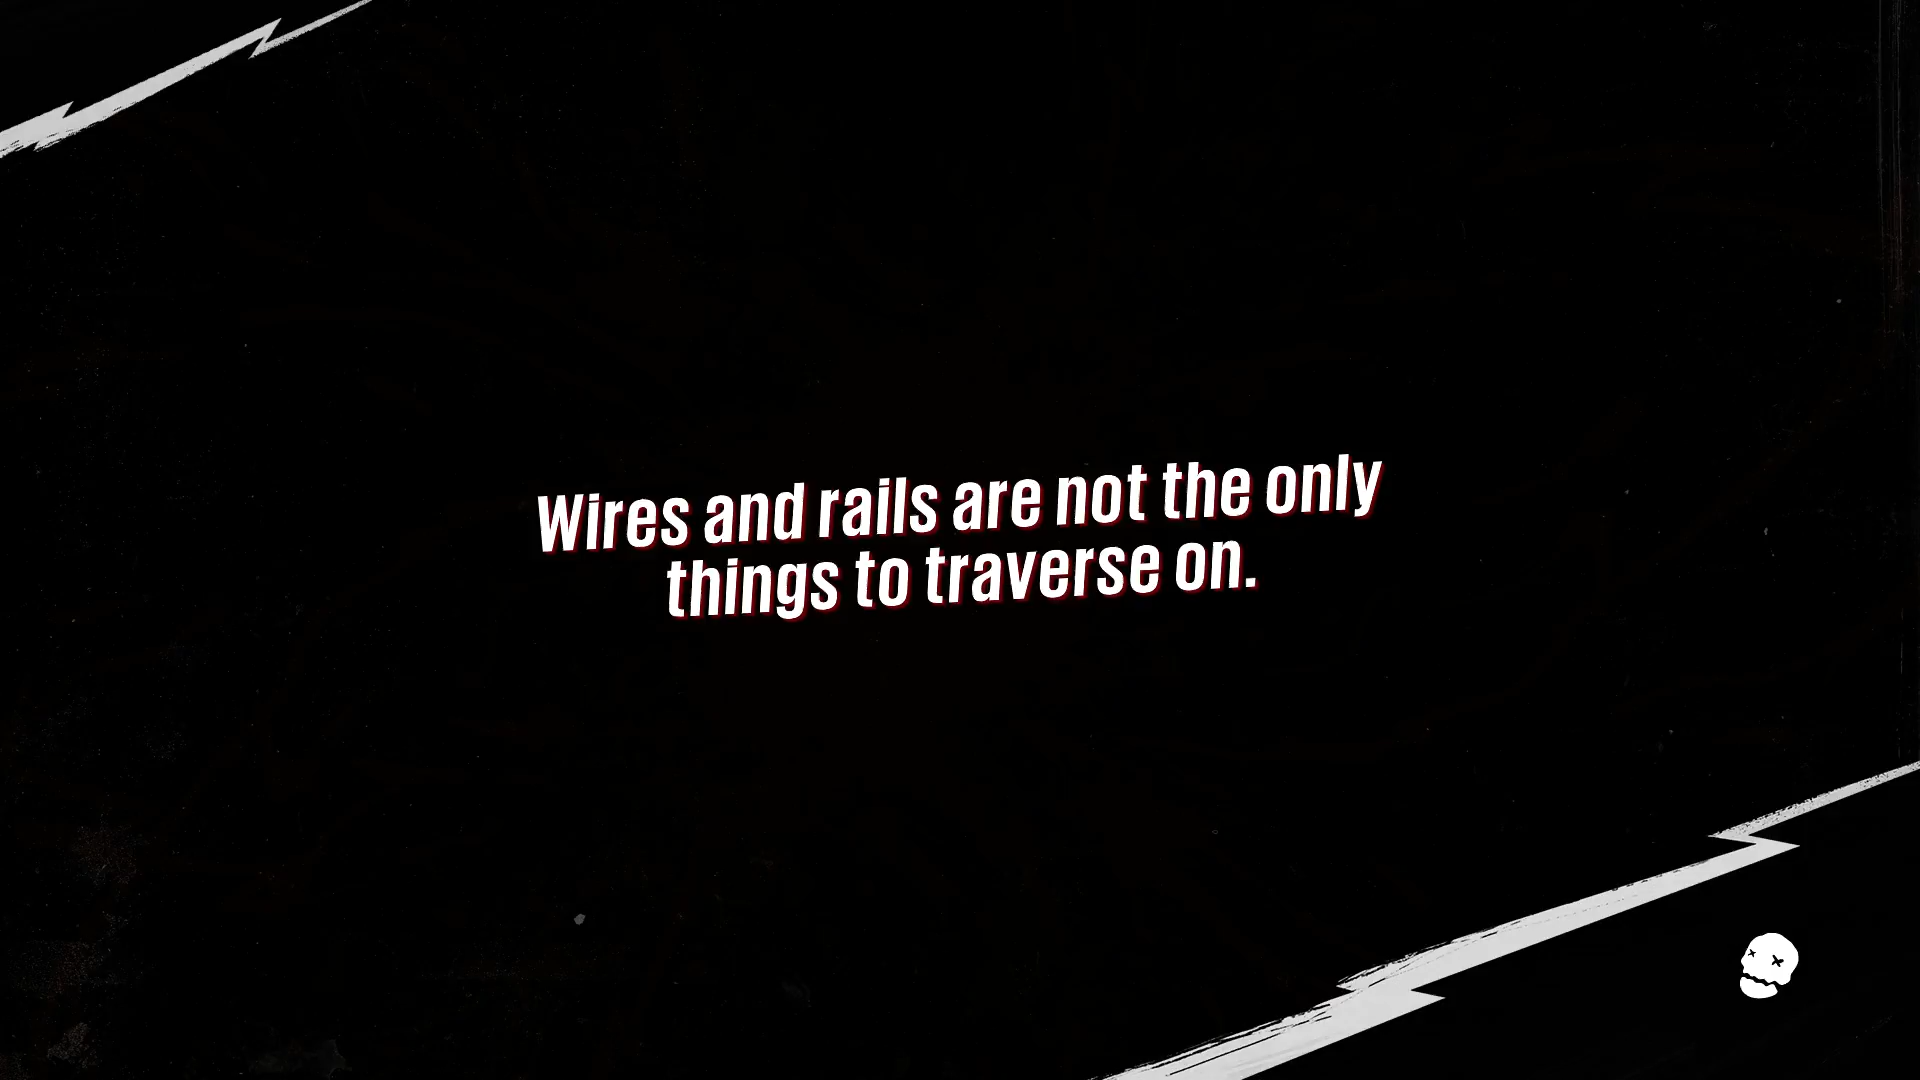 Wires and rails are not the only
things to traverse on.